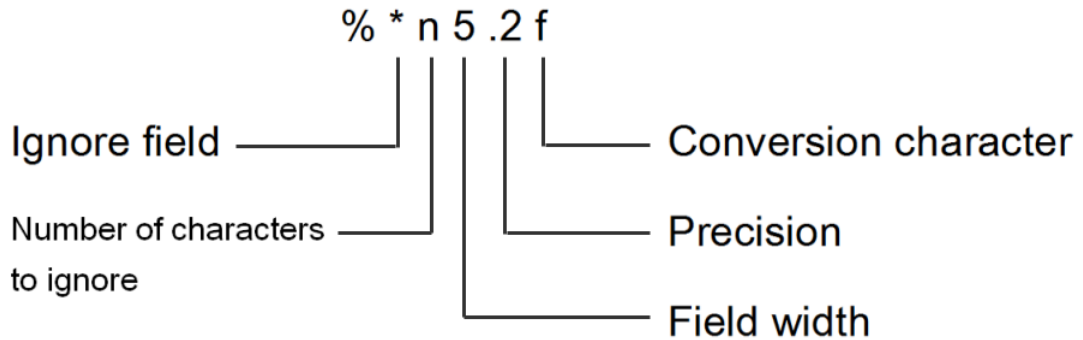 % * n 5 .2 f
Ignore field
Conversion character
Number of characters
to ignore
Precision
Field width